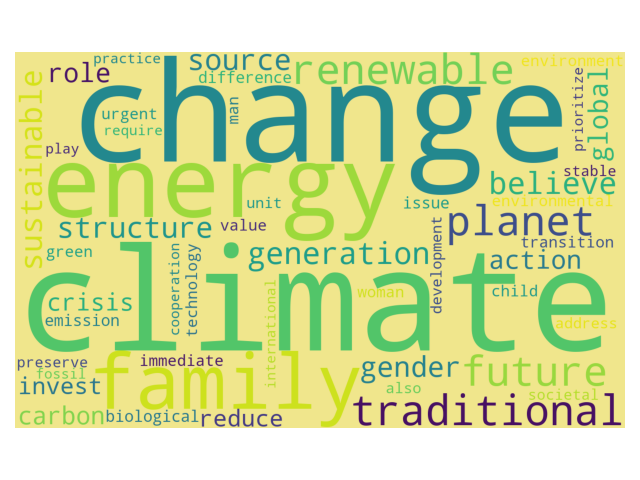 practice
source
environment
role
difference
renewable
change
prioritize
global
sustainable
urgent
man
require
play
energy
stable
believe
unit
issue
environmental
structure
value
planet
transition
green
generation
development
action
cooperation
technology
climate
international
woman
child
crisis
emission
address
preserve
immediate
family
fossil
gender
future
invest
also
societal
carbon
biological
reduce
traditional